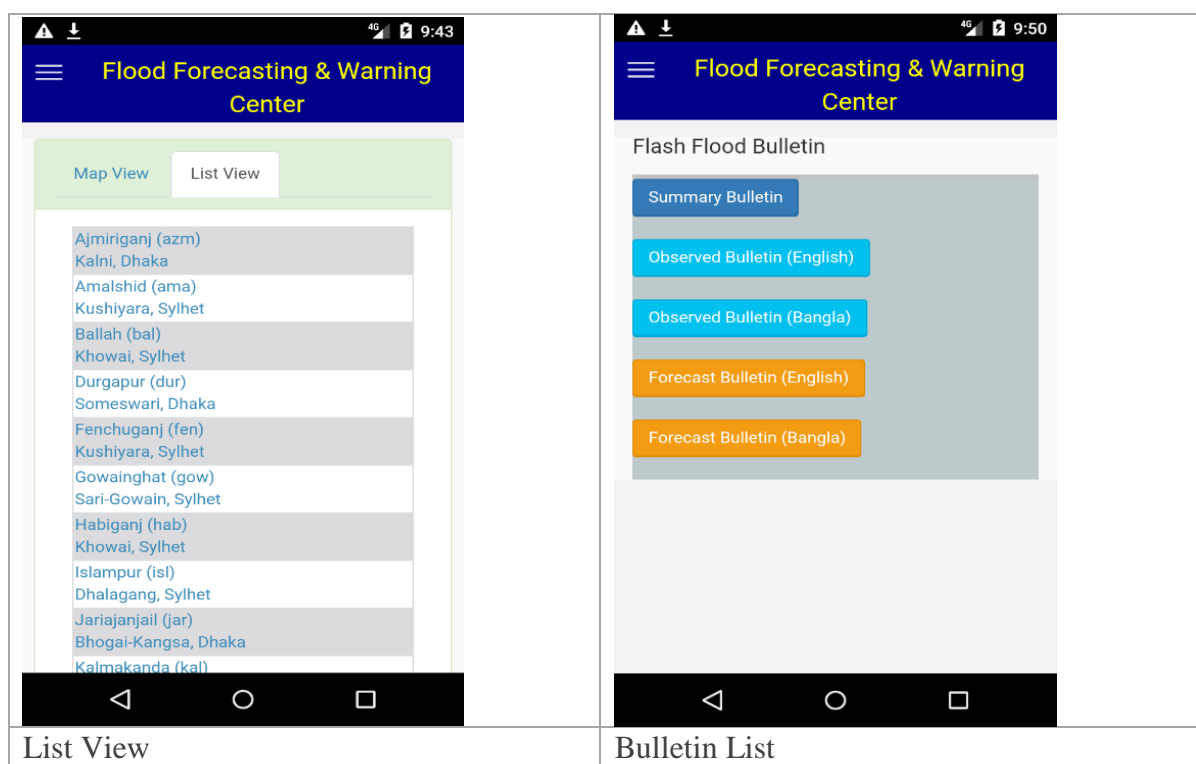 4G 9:43
Flood Forecasting & Warning
Center
Map View List View
Ajmiriganj (azm)
Kalni, Dhaka
Amalshid (ama)
Kushiyara, Sylhet
Ballah (bal)
Khowai, Sylhet
Durgapur (dur)
Someswari, Dhaka
Fenchuganj (fen)
Kushiyara, Sylhet
Gowainghat (gow)
Sari-Gowain, Sylhet
Habiganj (hab)
Khowai, Sylhet
Islampur (isl)
Dhalagang, Sylhet
Jariajanjail (jar)
Bhogai-Kangsa, Dhaka
Kalmakanda (kal)
List View
4G 9:50
Flood Forecasting & Warning
Center
Flash Flood Bulletin
Summary Bulletin
Observed Bulletin (English)
Observed Bulletin (Bangla)
Forecast Bulletin (English)
Forecast Bulletin (Bangla)
Bulletin List